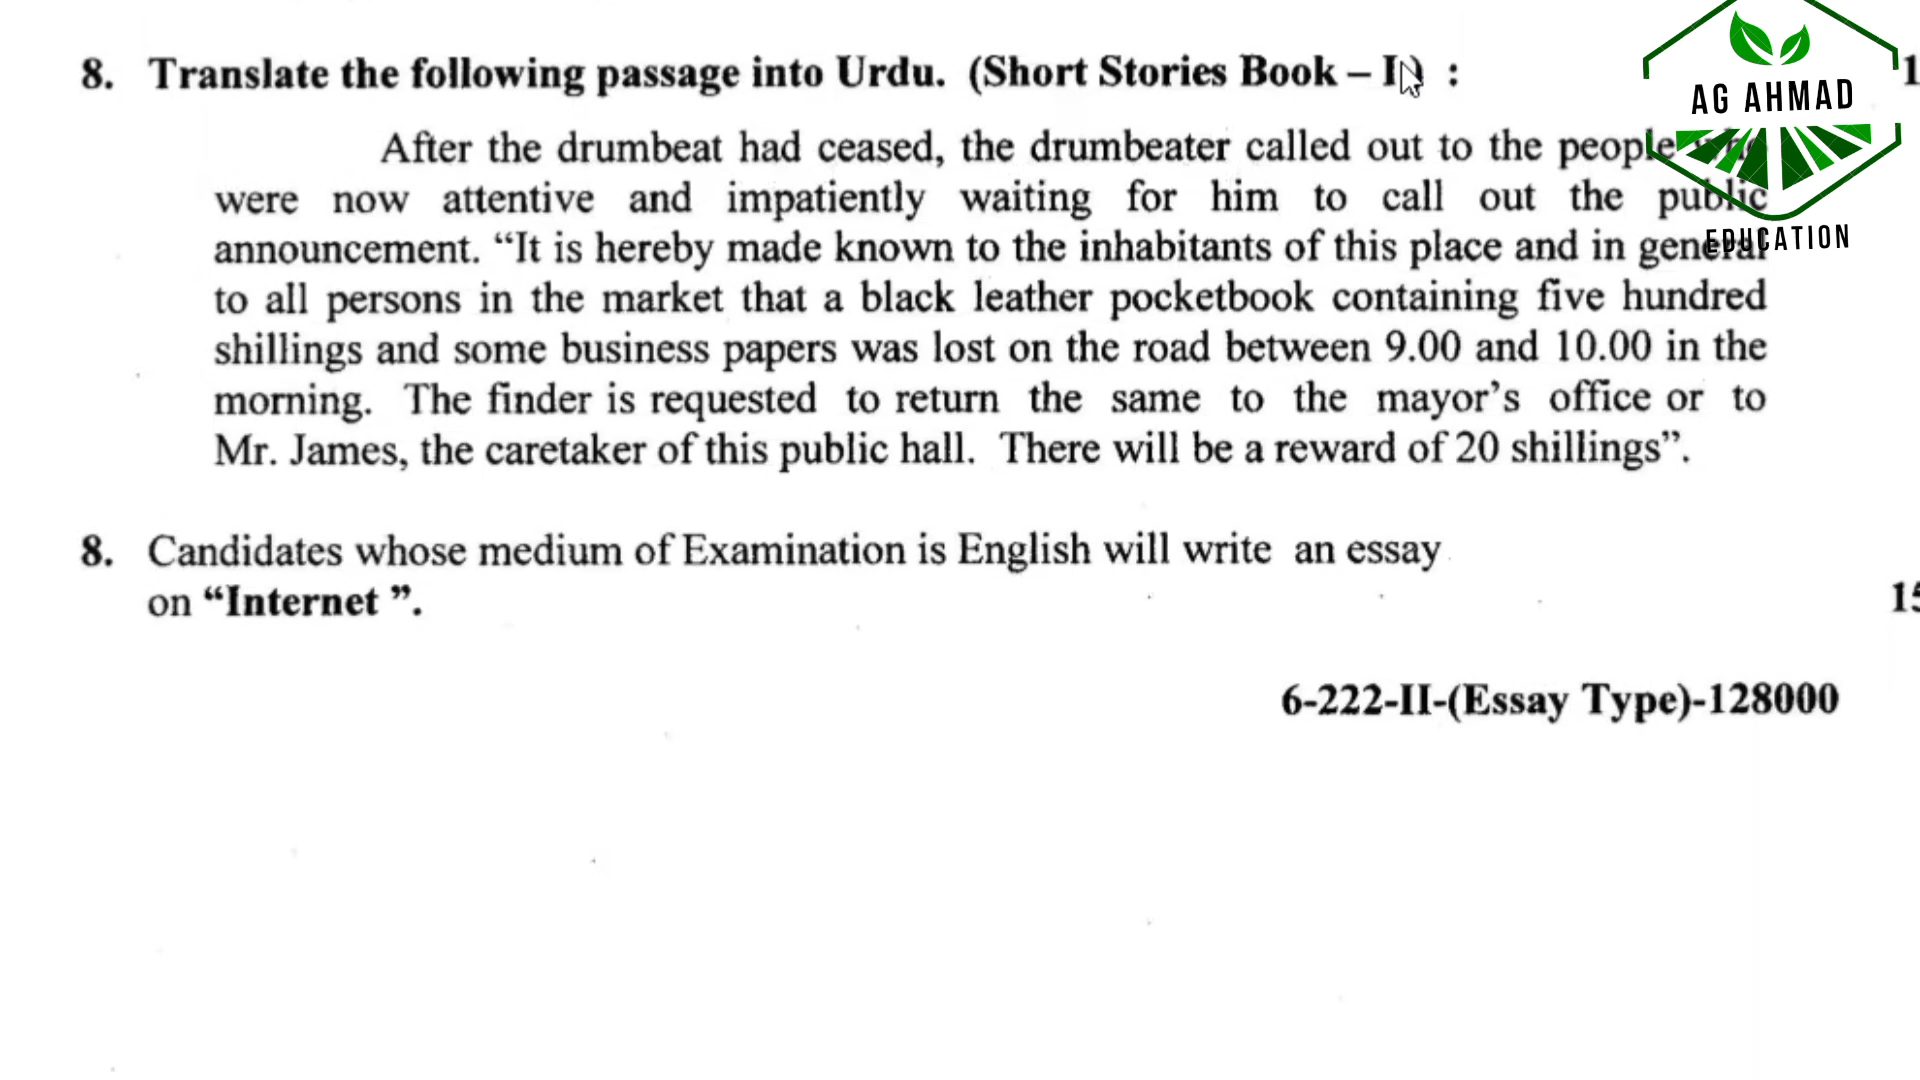 8. Translate the following passage into Urdu. (Short Stories Book – I) :
After the drumbeat had ceased, the drumbeater called out to the people
were now attentive and impatiently waiting for him to call out the public
announcement. “It is hereby made known to the inhabitants of this place and in general
to all persons in the market that a black leather pocketbook containing five hundred
shillings and some business papers was lost on the road between 9.00 and 10.00 in the
morning. The finder is requested to return the same to the mayor’s office or to
Mr. James, the caretaker of this public hall. There will be a reward of 20 shillings”.
AG AHMAD
EDUCATION
8. Candidates whose medium of Examination is English will write an essay
on “Internet ”.
6-222-II-(Essay Type)-128000